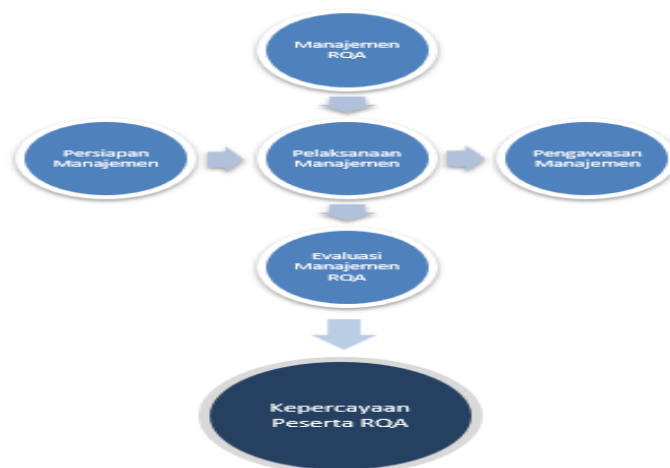 Manajemen
RQA
Persiapan
Manajemen
Pelaksanaan
Manajemen
Pengawasan
Manajemen
Evaluasi
Manajemen
RQA
Kepercayaan
Peserta RQA